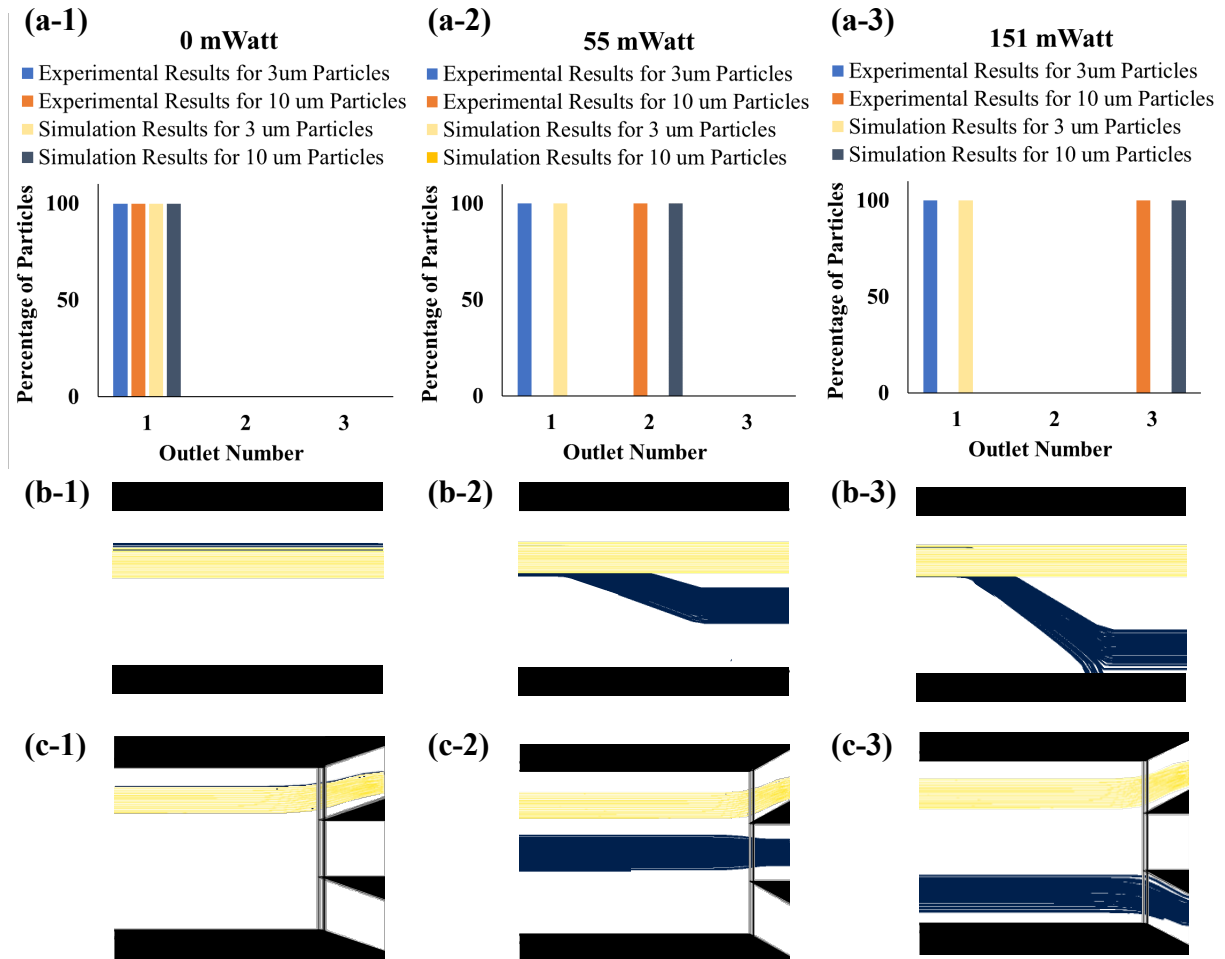 (a-1)
0 mWatt
Experimental Results for 3um Particles
Experimental Results for 10 um Particles
Simulation Results for 3 um Particles
Simulation Results for 10 um Particles
Percentage of Particles
100
50
0
1 2 3
Outlet Number
(a-2)
55 mWatt
Experimental Results for 3um Particles
Experimental Results for 10 um Particles
Simulation Results for 3 um Particles
Simulation Results for 10 um Particles
Percentage of Particles
100
50
0
1 2 3
Outlet Number
(a-3)
151 mWatt
Experimental Results for 3um Particles
Experimental Results for 10 um Particles
Simulation Results for 3 um Particles
Simulation Results for 10 um Particles
Percentage of Particles
100
50
0
1 2 3
Outlet Number
(b-1)
(b-2)
(b-3)
(c-1)
(c-2)
(c-3)